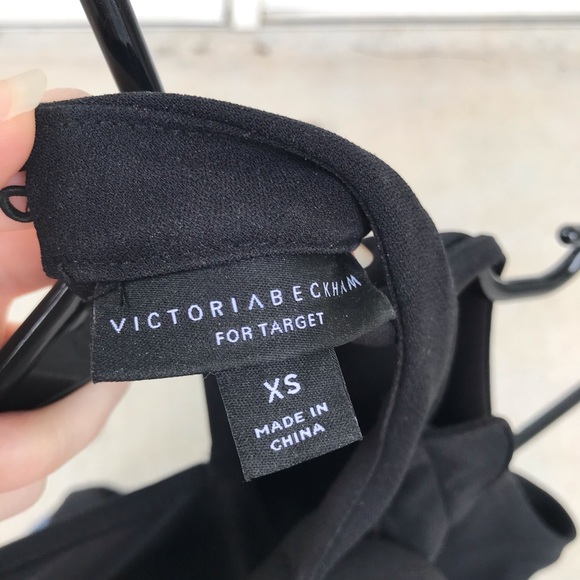 VICTORIA BECKHAM
FOR TARGET
XS
MADE IN
CHINA